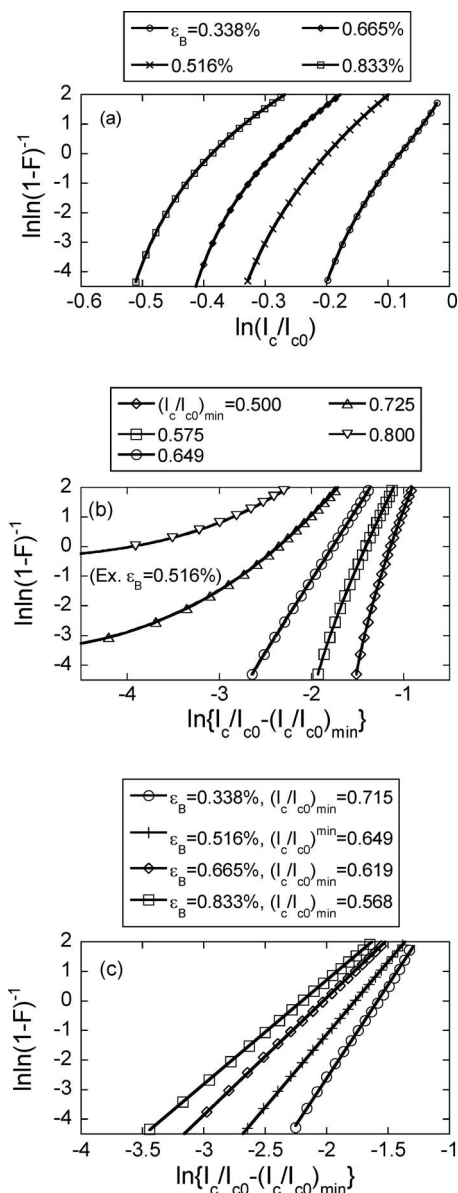 ε_B=0.338% 0.665%
0.516% 0.833%
(a)
lnln(1-F)^-1
2
1
0
-1
-2
-3
-4
-0.6 -0.5 -0.4 -0.3 -0.2 -0.1 0
ln(I_c/I_c0)
(I_c/I_c0)_min=0.500 0.725
0.575 0.800
0.649
(b)
(Ex. ε_B=0.516%)
lnln(1-F)^-1
2
1
0
-1
-2
-3
-4
-4 -3 -2 -1
ln{I_c/I_c0-(I_c/I_c0)_min}
ε_B=0.338%, (I_c/I_c0)_min=0.715
ε_B=0.516%, (I_c/I_c0)^min=0.649
ε_B=0.665%, (I_c/I_c0)_min=0.619
ε_B=0.833%, (I_c/I_c0)_min=0.568
(c)
lnln(1-F)^-1
2
1
0
-1
-2
-3
-4
-4 -3.5 -3 -2.5 -2 -1.5 -1
ln{I_c/I_c0-(I_c/I_c0)_min}